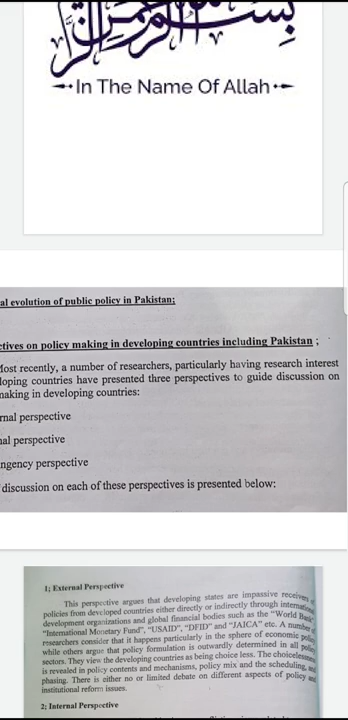 In The Name Of Allah
al evolution of public policy in Pakistan;
ctives on policy making in developing countries including Pakistan ;
Most recently, a number of researchers, particularly having research interest
loping countries have presented three perspectives to guide discussion on
making in developing countries:
rnal perspective
nal perspective
ngency perspective
discussion on each of these perspectives is presented below:
1; External Perspective
This perspective argues that developing states are impassive receivers of
policies from developed countries either directly or indirectly through internationa
development organizations and global financial bodies such as the "World Bank"
"International Monetary Fund", "USAID", "DFID" and "JAICA" etc. A number of
researchers consider that it happens particularly in the sphere of economic policy
while others argue that policy formulation is outwardly determined in all policy
sectors. They view the developing countries as being choice less. The choicelessness
is revealed in policy contents and mechanisms, policy mix and the scheduling, and
phasing. There is either no or limited debate on different aspects of policy and
institutional reform issues.
2: Internal Perspective